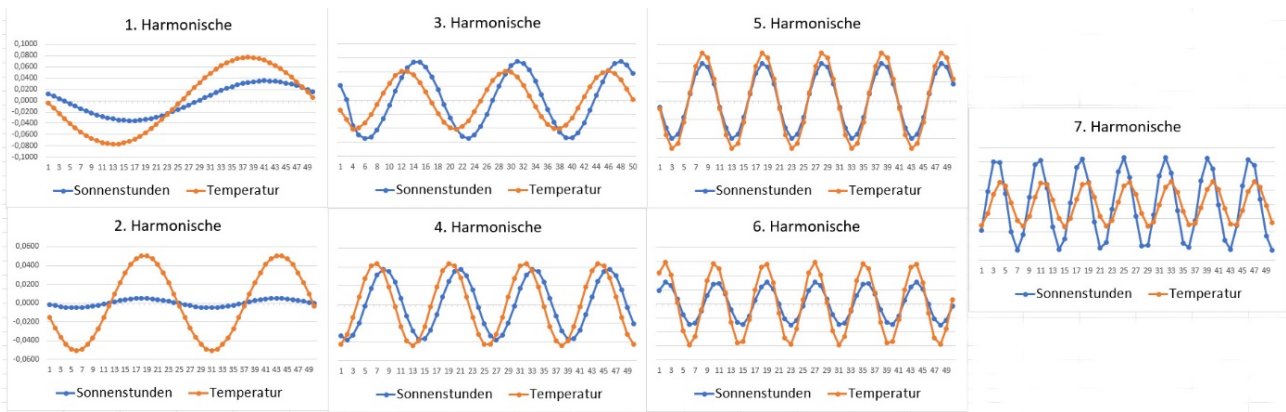 1. Harmonische
0,1000
0,0800
0,0600
0,0400
0,0200
0,0000
-0,0200
-0,0400
-0,0600
-0,0800
-0,1000
1 3 5 7 9 11 13 15 17 19 21 23 25 27 29 31 33 35 37 39 41 43 45 47 49
Sonnenstunden Temperatur
2. Harmonische
0,0600
0,0400
0,0200
0,0000
-0,0200
-0,0400
-0,0600
1 3 5 7 9 11 13 15 17 19 21 23 25 27 29 31 33 35 37 39 41 43 45 47 49
Sonnenstunden Temperatur
3. Harmonische
1 2 4 6 8 10 12 14 16 18 20 22 24 26 28 30 32 34 36 38 40 42 44 46 48 50
Sonnenstunden Temperatur
4. Harmonische
1 3 5 7 9 11 13 15 17 19 21 23 25 27 29 31 33 35 37 39 41 43 45 47 49
Sonnenstunden Temperatur
5. Harmonische
1 3 5 7 9 11 13 15 17 19 21 23 25 27 29 31 33 35 37 39 41 43 45 47 49
Sonnenstunden Temperatur
6. Harmonische
1 3 5 7 9 11 13 15 17 19 21 23 25 27 29 31 33 35 37 39 41 43 45 47 49
Sonnenstunden Temperatur
7. Harmonische
1 3 5 7 9 11 13 15 17 19 21 23 25 27 29 31 33 35 37 39 41 43 45 47 49
Sonnenstunden Temperatur